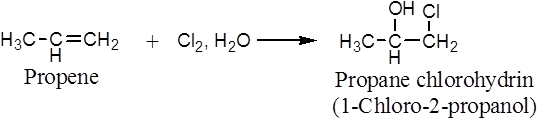 OH Cl
H₃C-C=CH₂ + Cl₂, H₂O H₃C-C-CH₂
H H
Propene Propane chlorohydrin
(1-Chloro-2-propanol)